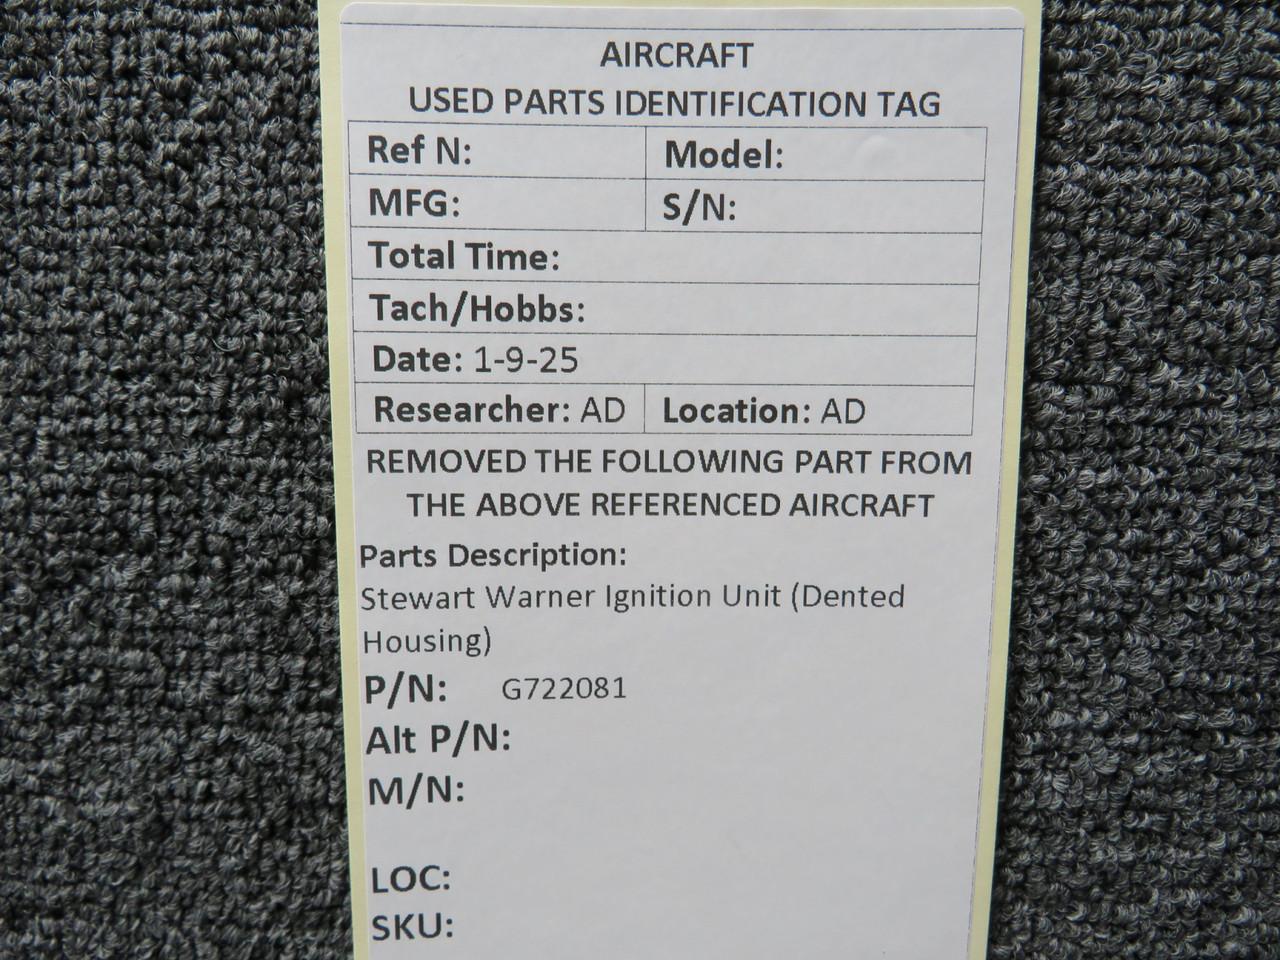 AIRCRAFT
USED PARTS IDENTIFICATION TAG
Ref N: Model:
MFG: S/N:
Total Time:
Tach/Hobbs:
Date: 1-9-25
Researcher: AD Location: AD
REMOVED THE FOLLOWING PART FROM
THE ABOVE REFERENCED AIRCRAFT
Parts Description:
Stewart Warner Ignition Unit (Dented
Housing)
P/N: G722081
Alt P/N:
M/N:
LOC:
SKU: